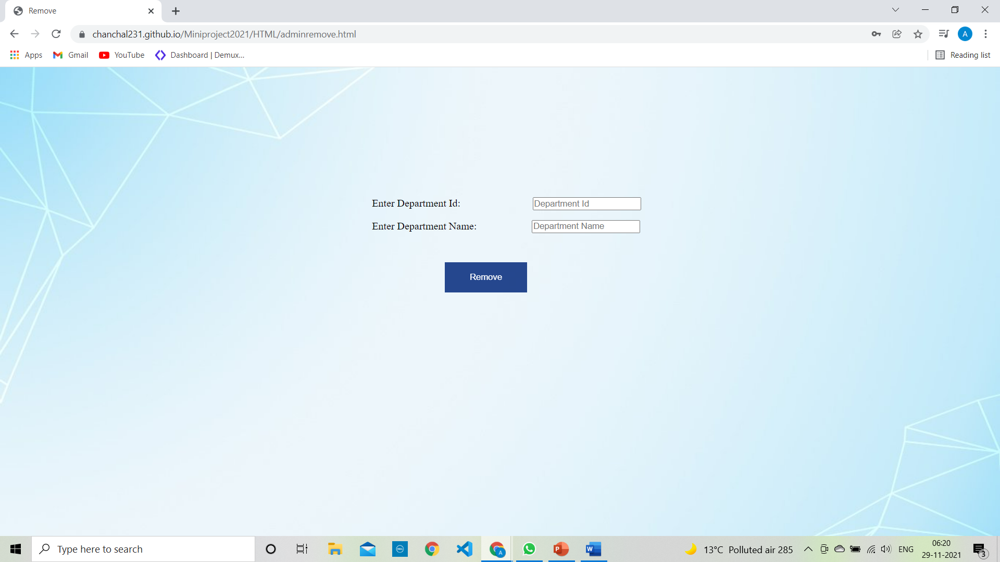 Remove
chanchal231.github.io/Miniproject2021/HTML/adminremove.html
A
Apps Gmail YouTube Dashboard | Demux... Reading list
Enter Department Id: Department Id
Enter Department Name: Department Name
Remove
Type here to search
DELL
A
P
W
13°C Polluted air 285
ENG
06:20
29-11-2021
3